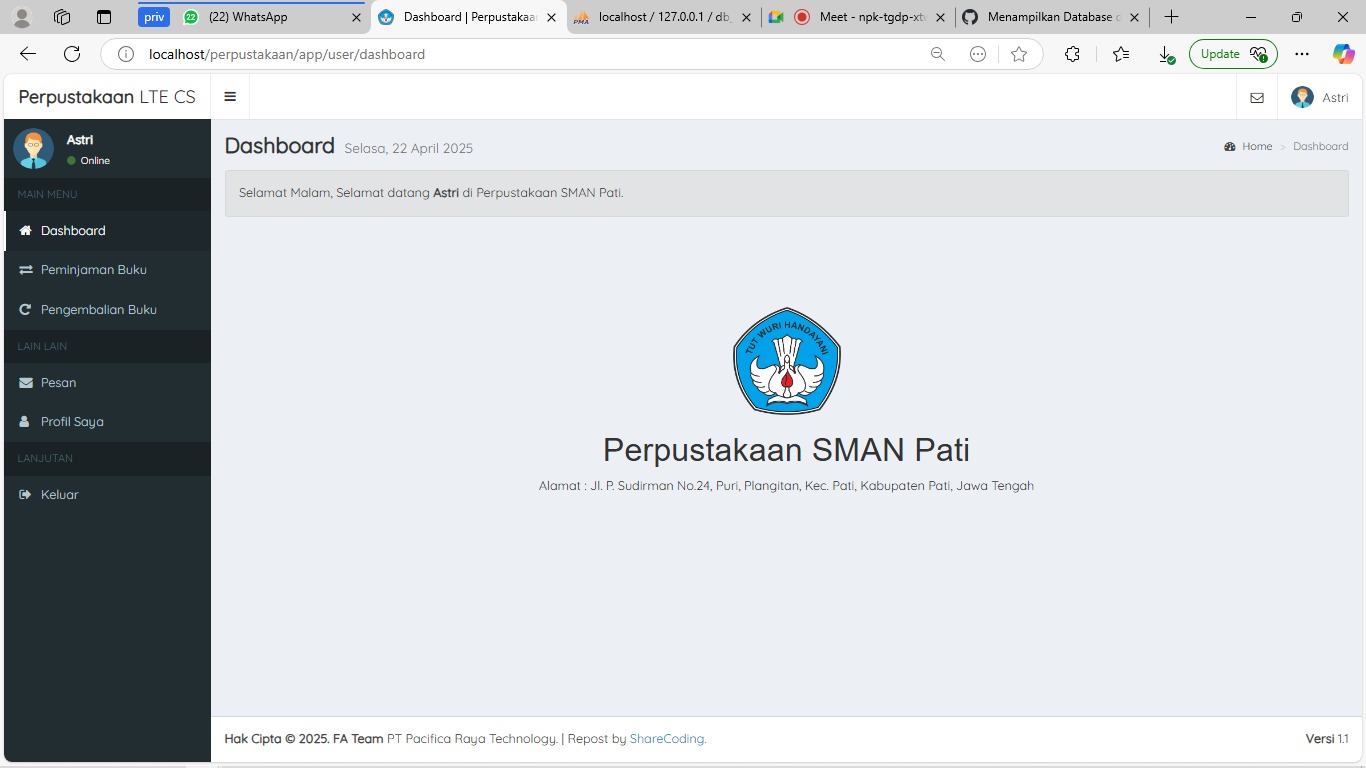 priv
22
(22) WhatsApp
Dashboard | Perpustakaa
PMA
localhost / 127.0.0.1 / db_
Meet - npk-tgdp-xt
Menampilkan Database d
localhost/perpustakaan/app/user/dashboard
Update
Perpustakaan LTE CS
Astri
Astri
Online
Dashboard Selasa, 22 April 2025
Home > Dashboard
MAIN MENU
Selamat Malam, Selamat datang Astri di Perpustakaan SMAN Pati.
Dashboard
Peminjaman Buku
Pengembalian Buku
LAIN LAIN
Pesan
Profil Saya
LANJUTAN
Keluar
TUT WURI HANDAYANI
Perpustakaan SMAN Pati
Alamat : Jl. P. Sudirman No.24, Puri, Plangitan, Kec. Pati, Kabupaten Pati, Jawa Tengah
Hak Cipta © 2025. FA Team PT Pacifica Raya Technology. | Repost by ShareCoding.
Versi 1.1